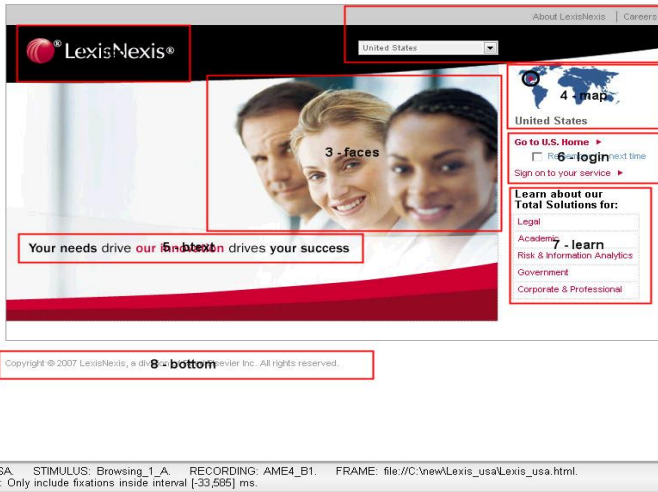 About LexisNexis | Careers
LexisNexis®
United States
3 - faces
4 - map
United States
Go to U.S. Home
6 - login next time
Sign on to your service
Learn about our
Total Solutions for:
Legal
Academic
7 - learn
Risk & Information Analytics
Government
Corporate & Professional
Your needs drive our innovation drives your success
5 - btext
Copyright © 2007 LexisNexis, a Elsevier Inc. All rights reserved.
8 - bottom
SA. STIMULUS: Browsing_1_A. RECORDING: AME4_B1. FRAME: file://C:\new\Lexis_usa\Lexis_usa.html.
: Only include fixations inside interval [-33,585] ms.